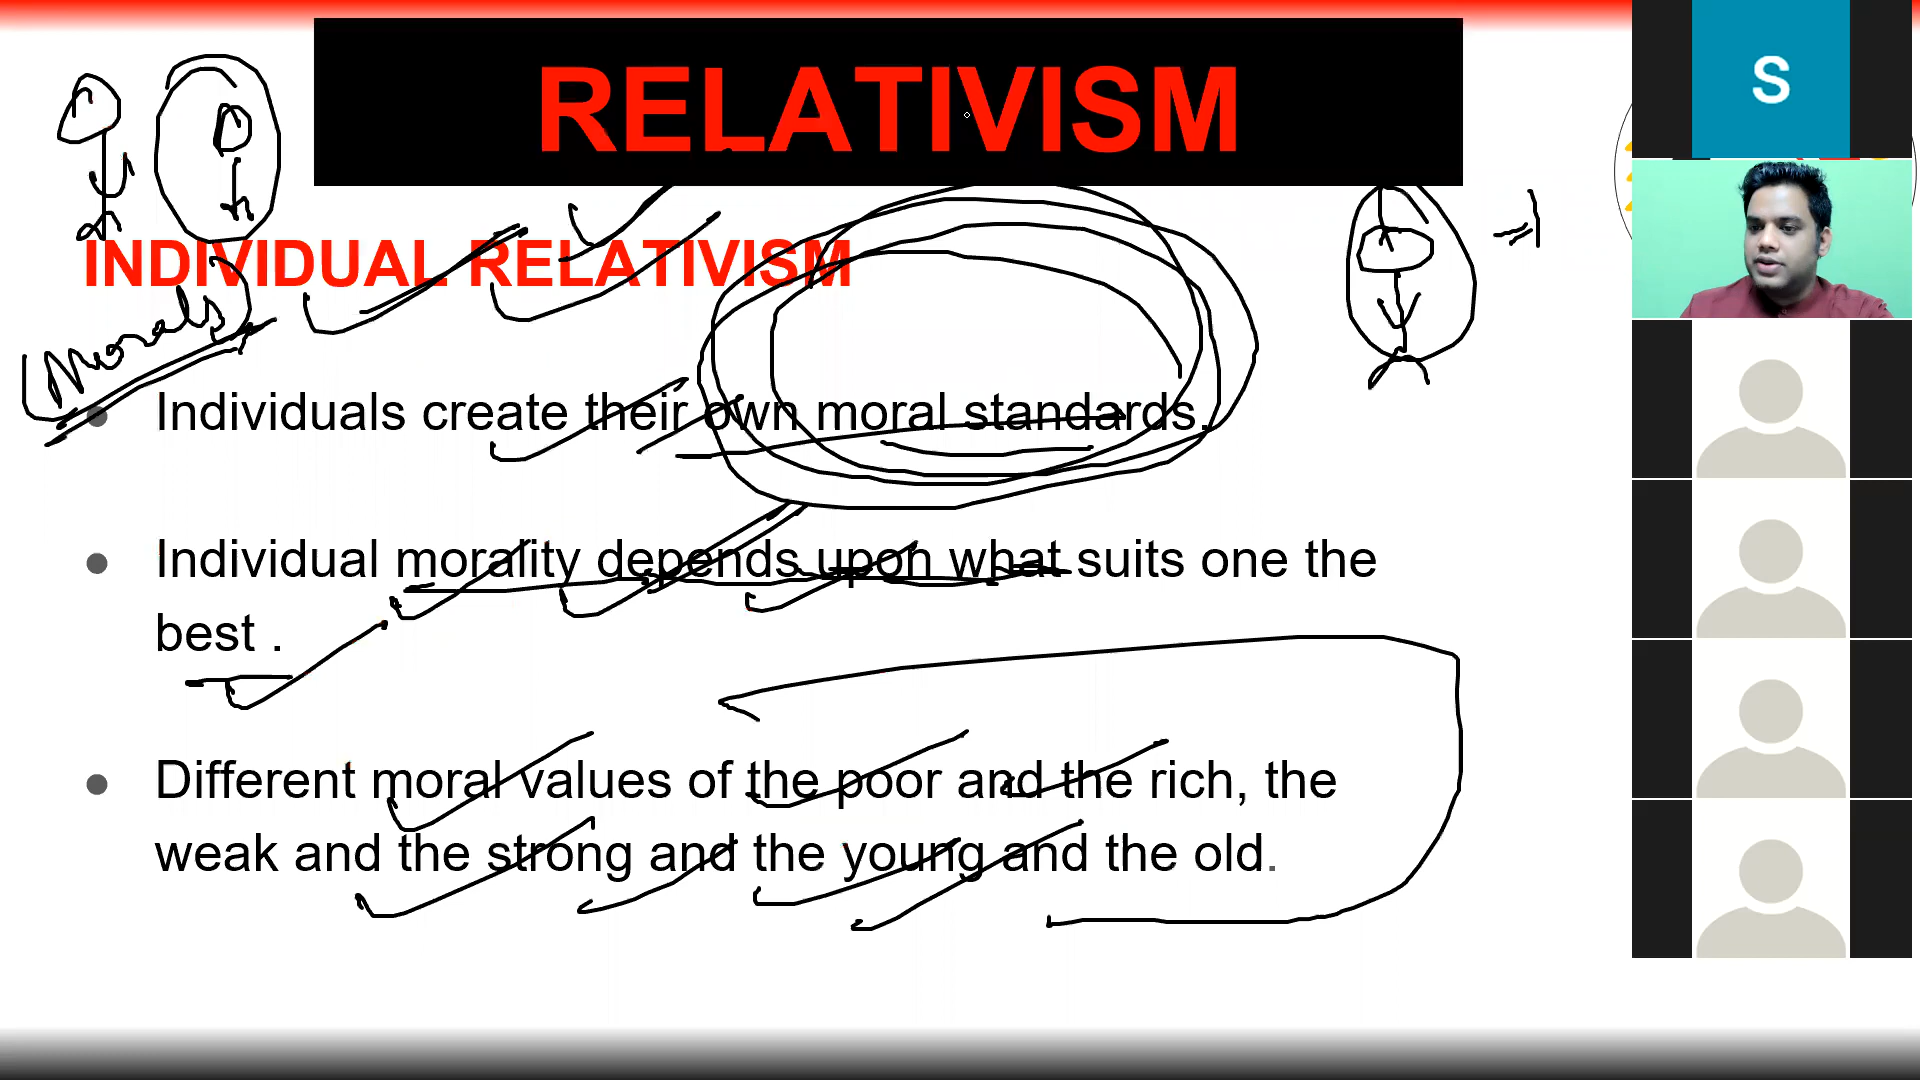 RELATIVISM
S
INDIVIDUAL RELATIVISM
Morals
● Individuals create their own moral standards.
● Individual morality depends upon what suits one the
best .
● Different moral values of the poor and the rich, the
weak and the strong and the young and the old.